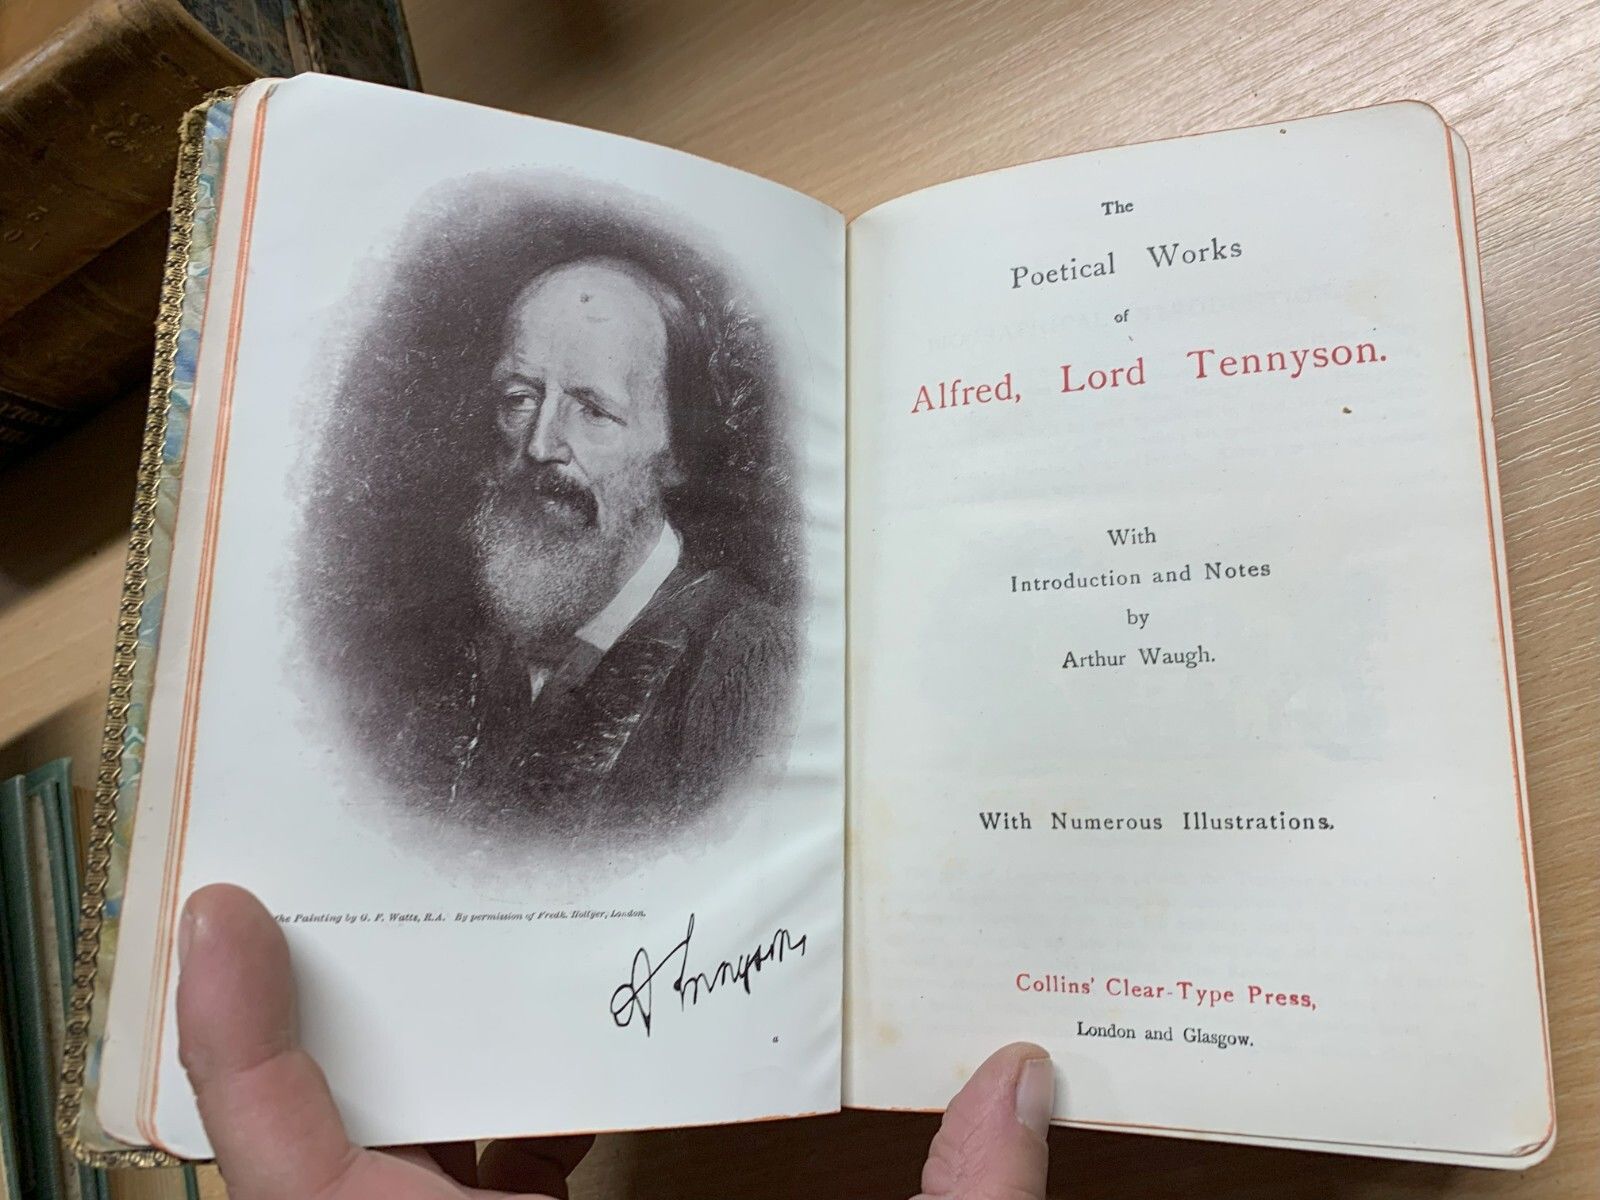 the Painting by G. F. Watts, R.A. By permission of Fredk. Hollyer, London.
A Tennyson,
a
The
Poetical Works
of
Alfred, Lord Tennyson.
With
Introduction and Notes
by
Arthur Waugh.
With Numerous Illustrations.
Collins' Clear-Type Press,
London and Glasgow.